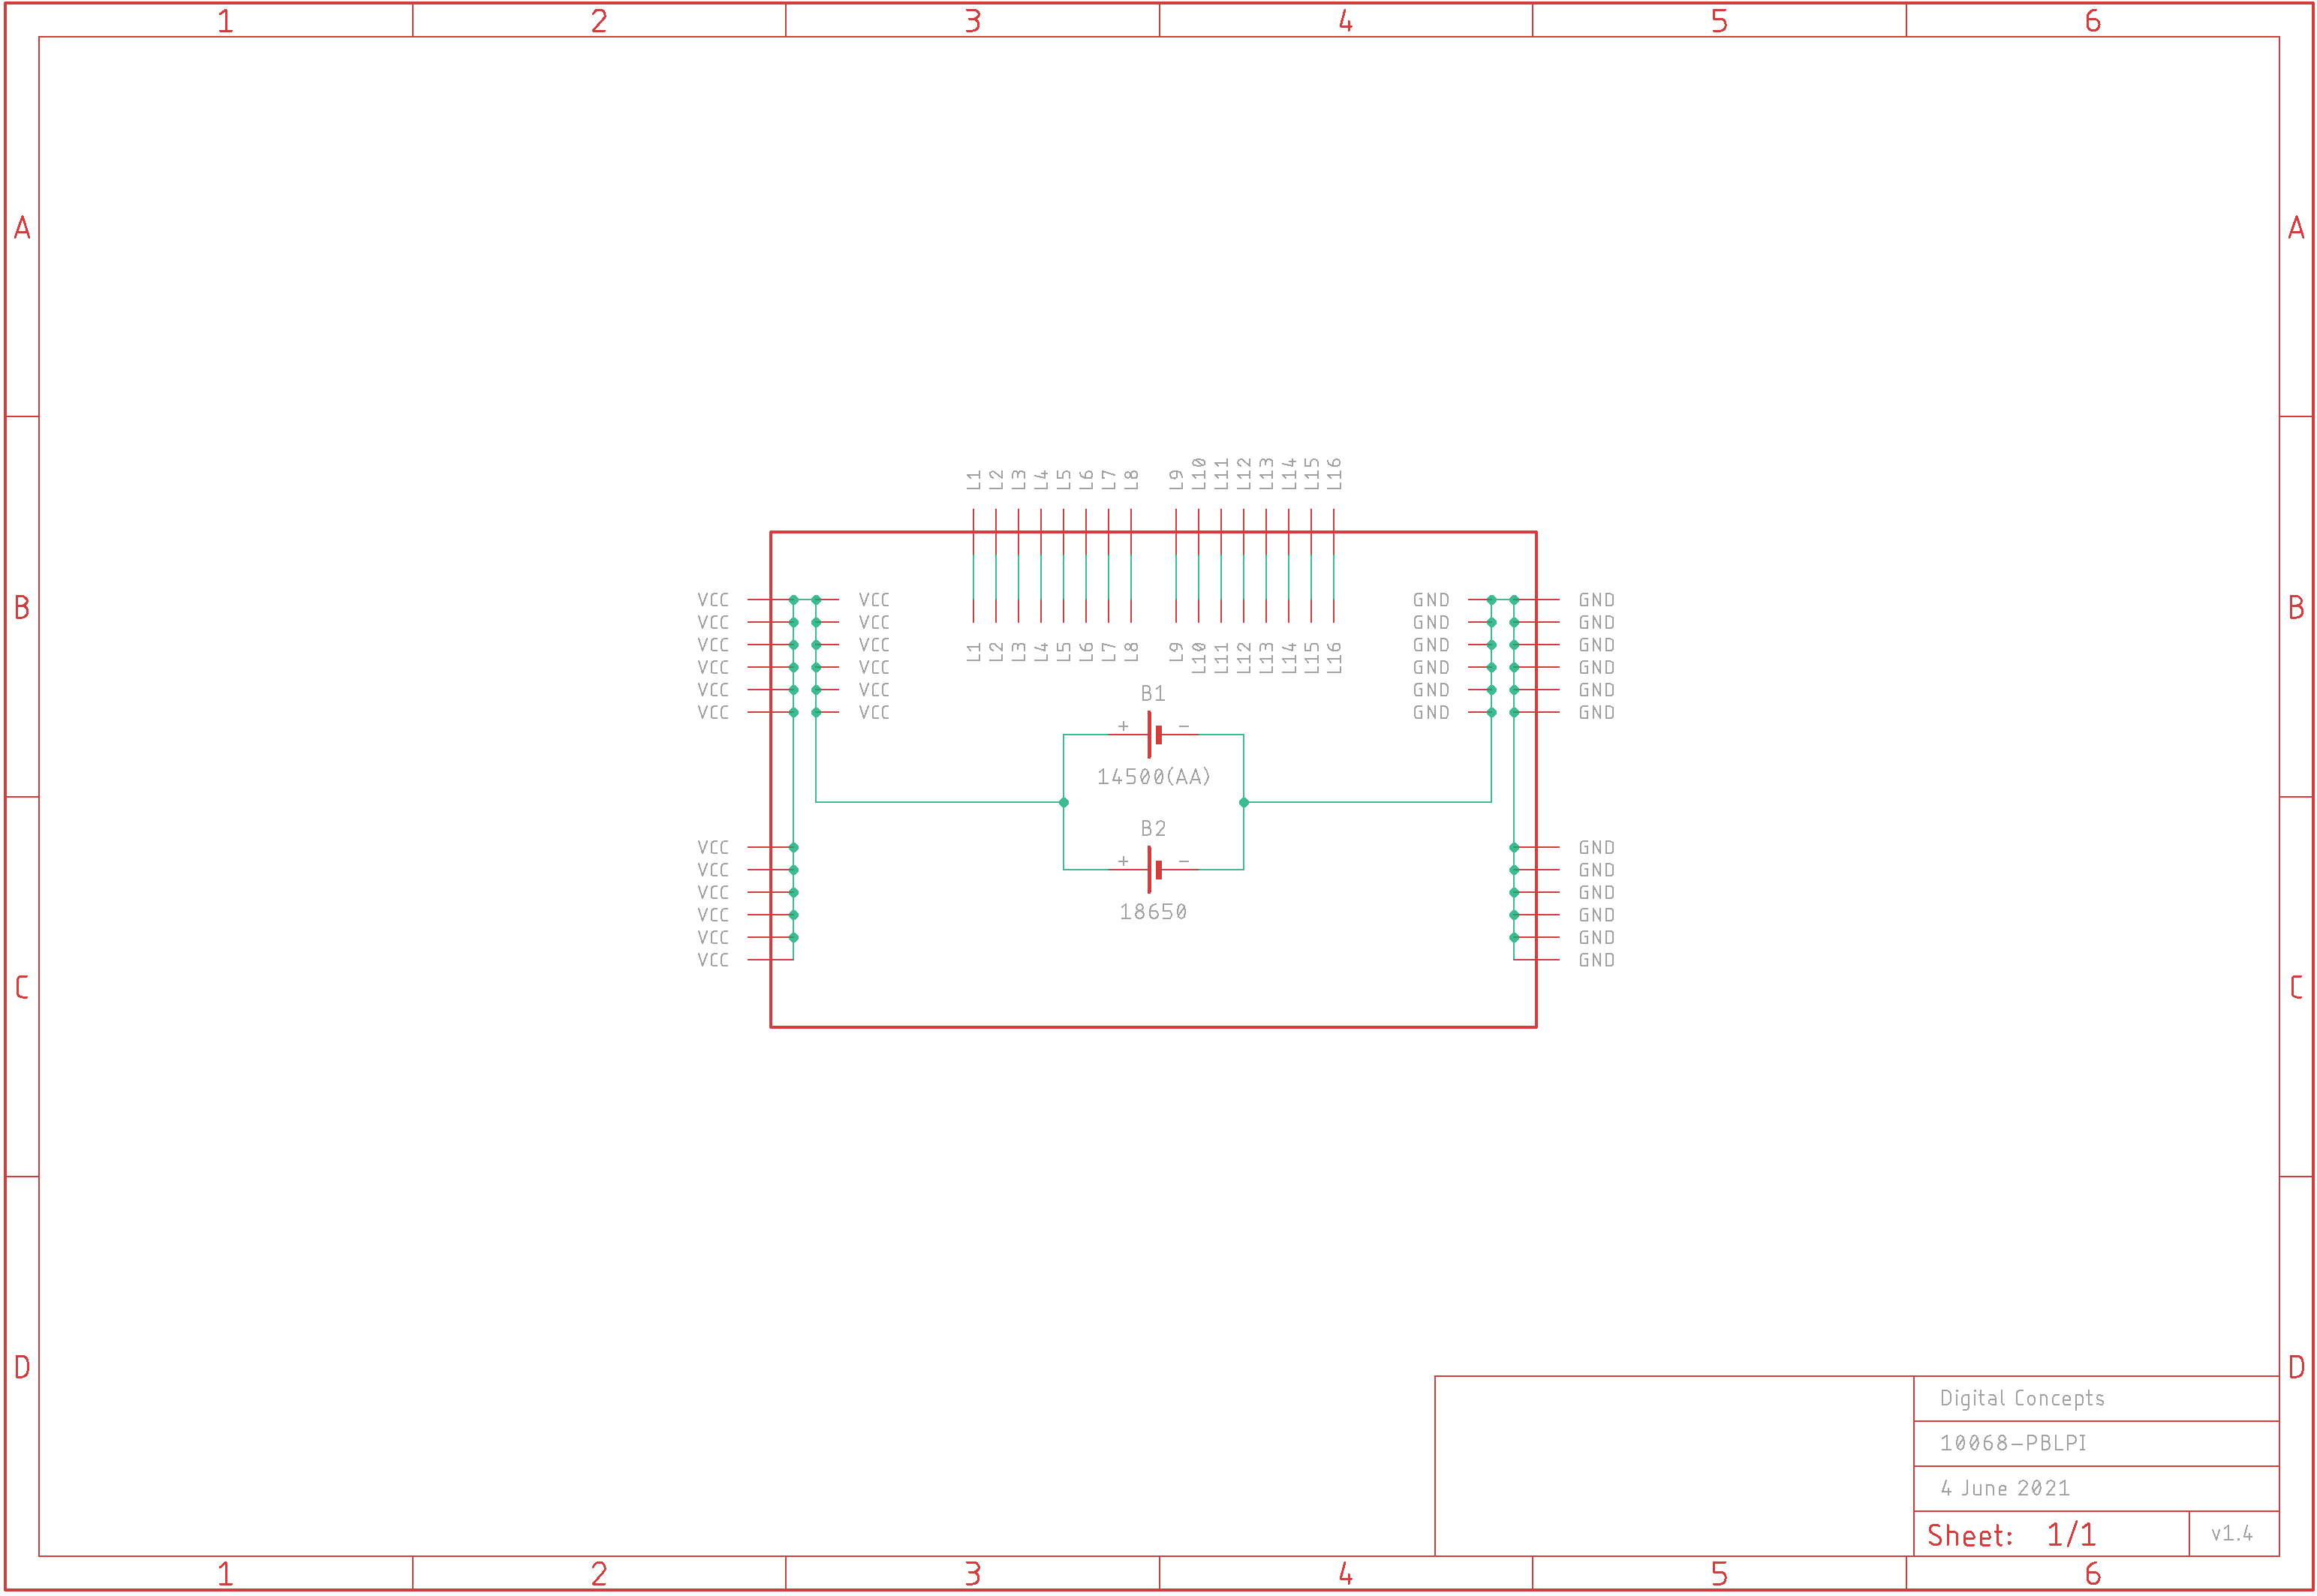 1 2 3 4 5 6
A A
L1 L2 L3 L4 L5 L6 L7 L8 L9 L10 L11 L12 L13 L14 L15 L16
B B
VCC VCC GND GND
VCC VCC GND GND
VCC VCC GND GND
VCC VCC GND GND
VCC VCC GND GND
VCC VCC GND GND
L1 L2 L3 L4 L5 L6 L7 L8 L9 L10 L11 L12 L13 L14 L15 L16
B1
+ -
14500(AA)
B2
+ -
18650
VCC GND
VCC GND
VCC GND
VCC GND
VCC GND
VCC GND
C C
D D
Digital Concepts
10068-PBLPI
4 June 2021
Sheet: 1/1 v1.4
1 2 3 4 5 6